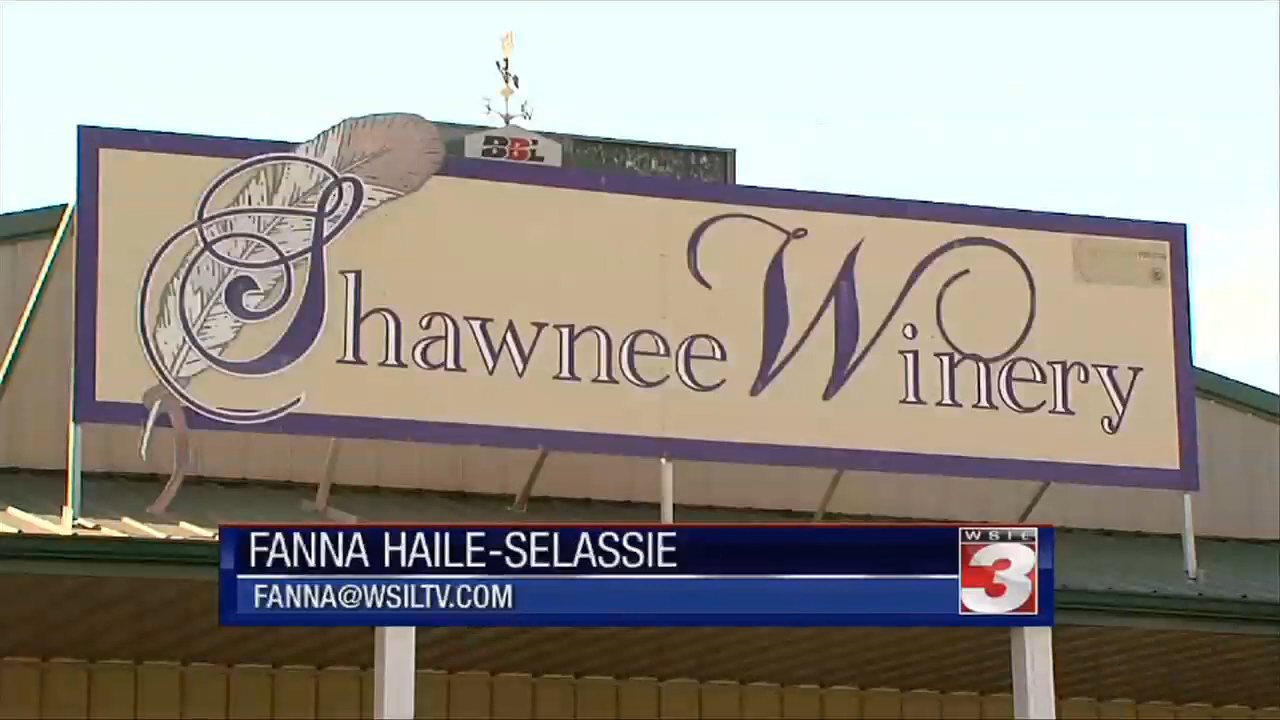 BBL
Shawnee Winery
FANNA HAILE-SELASSIE
FANNA@WSILTV.COM
WSIL
3